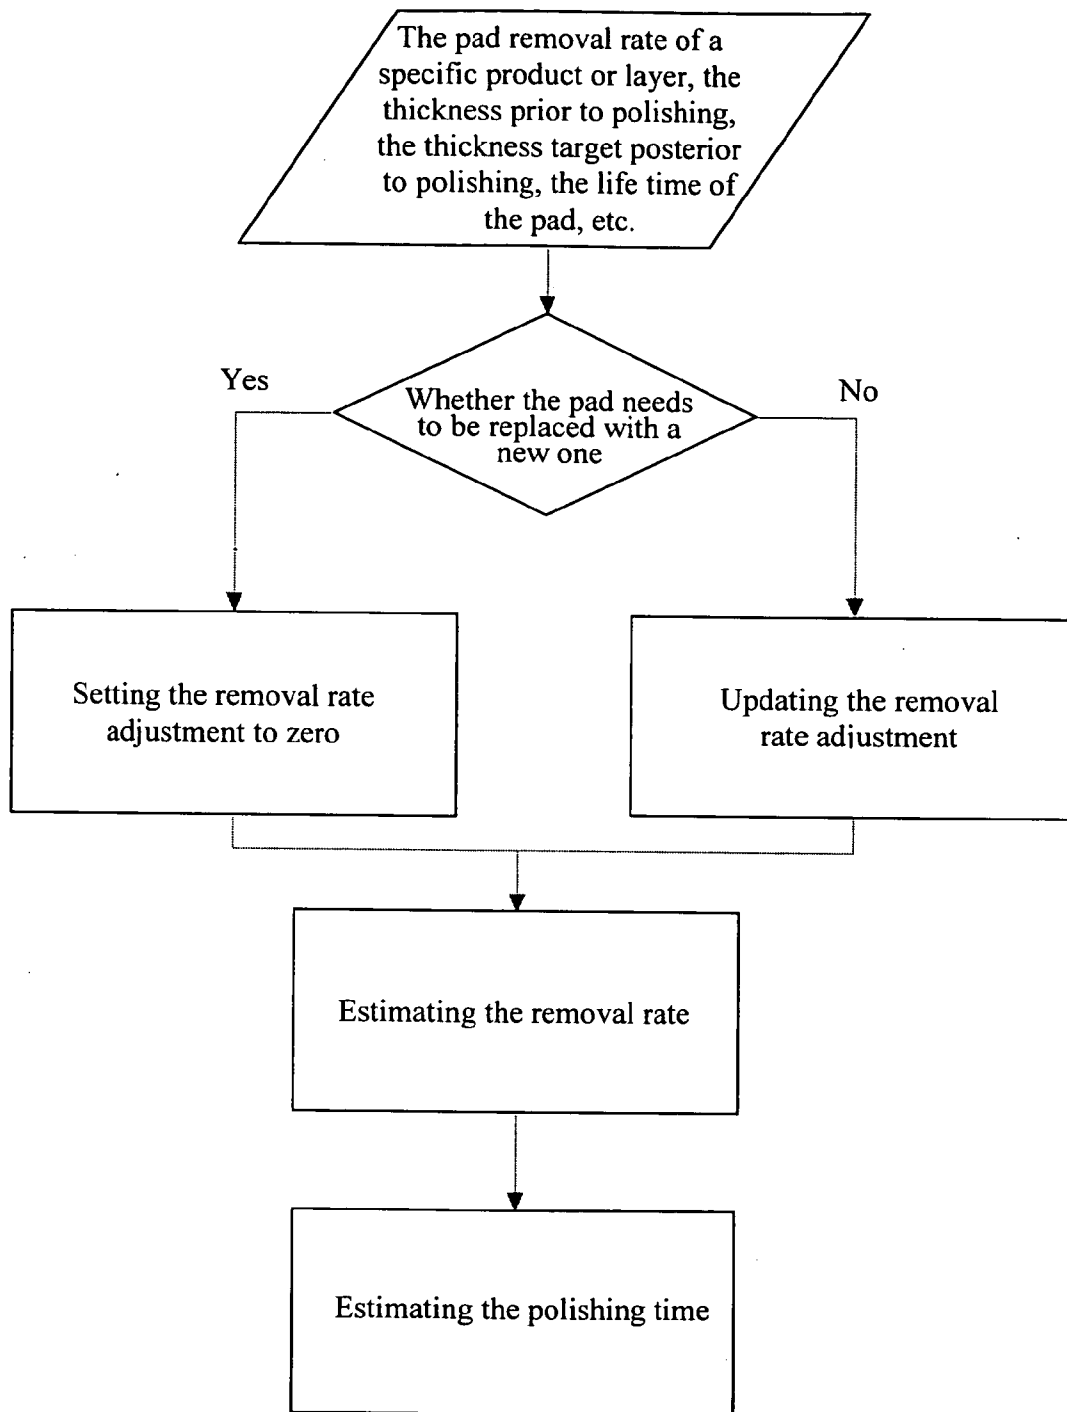 The pad removal rate of a
specific product or layer, the
thickness prior to polishing,
the thickness target posterior
to polishing, the life time of
the pad, etc.
Yes
No
Whether the pad needs
to be replaced with a
new one
Setting the removal rate
adjustment to zero
Updating the removal
rate adjustment
Estimating the removal rate
Estimating the polishing time